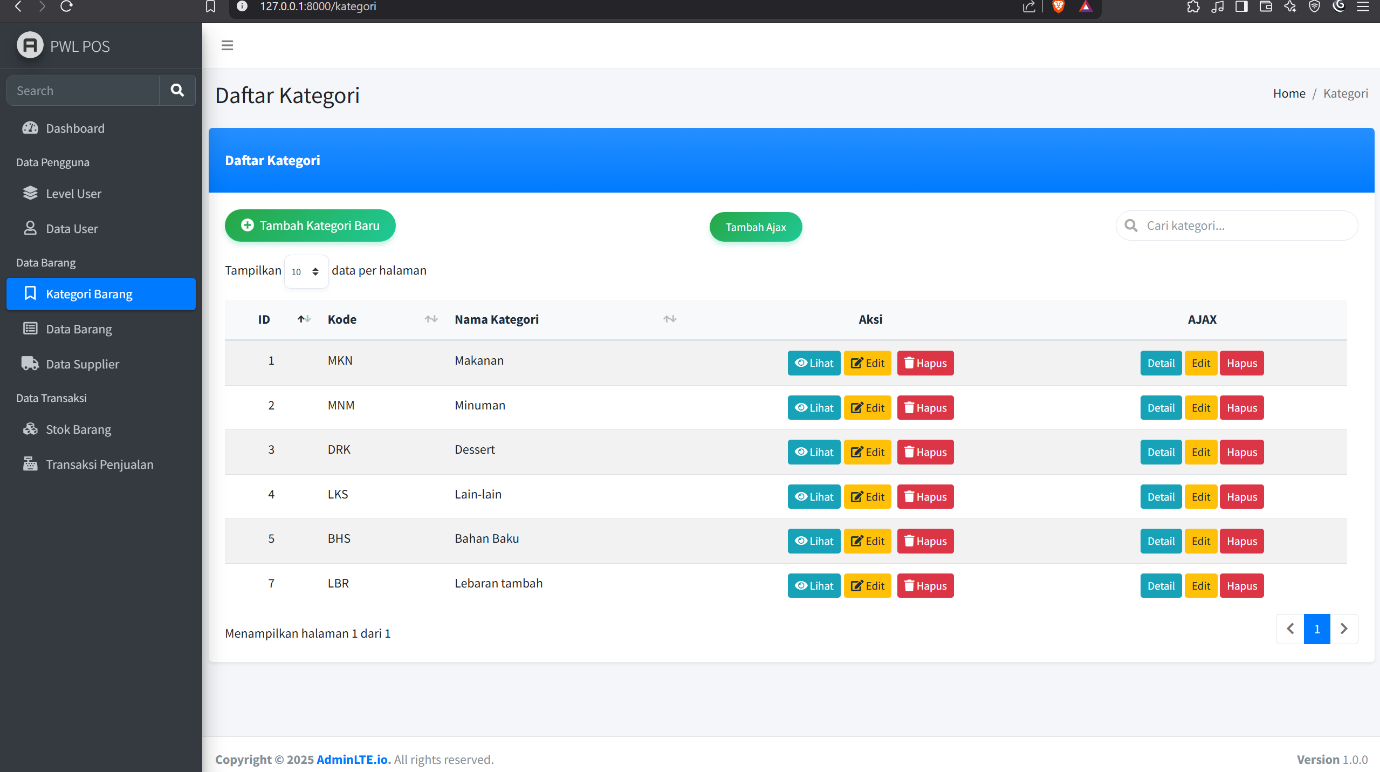 127.0.0.1:8000/kategori
PWL POS
Search
Dashboard
Data Pengguna
Level User
Data User
Data Barang
Kategori Barang
Data Barang
Data Supplier
Data Transaksi
Stok Barang
Transaksi Penjualan
Daftar Kategori
Home / Kategori
Daftar Kategori
Tambah Kategori Baru Tambah Ajax Cari kategori...
Tampilkan 10 data per halaman
ID Kode Nama Kategori Aksi AJAX
1 MKN Makanan Lihat Edit Hapus Detail Edit Hapus
2 MNM Minuman Lihat Edit Hapus Detail Edit Hapus
3 DRK Dessert Lihat Edit Hapus Detail Edit Hapus
4 LKS Lain-lain Lihat Edit Hapus Detail Edit Hapus
5 BHS Bahan Baku Lihat Edit Hapus Detail Edit Hapus
7 LBR Lebaran tambah Lihat Edit Hapus Detail Edit Hapus
Menampilkan halaman 1 dari 1 1
Copyright © 2025 AdminLTE.io. All rights reserved. Version 1.0.0